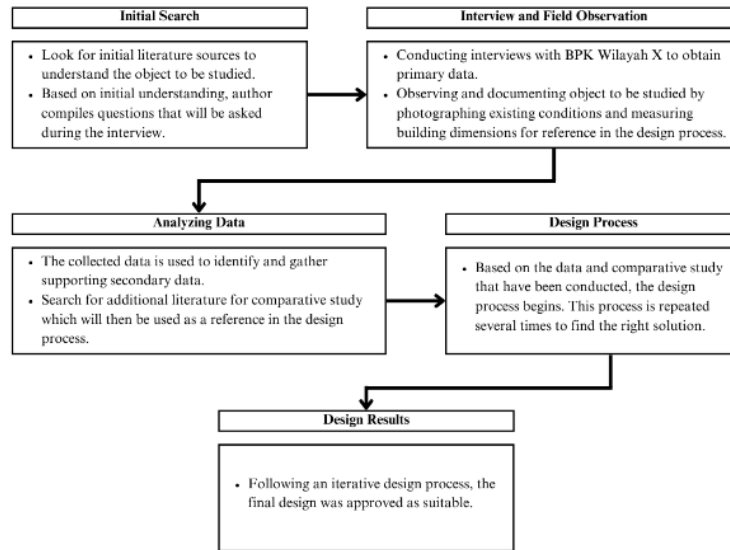 Initial Search
• Look for initial literature sources to
understand the object to be studied.
• Based on initial understanding, author
compiles questions that will be asked
during the interview.
Interview and Field Observation
• Conducting interviews with BPK Wilayah X to obtain
primary data.
• Observing and documenting object to be studied by
photographing existing conditions and measuring
building dimensions for reference in the design process.
Analyzing Data
• The collected data is used to identify and gather
supporting secondary data.
• Search for additional literature for comparative study
which will then be used as a reference in the design
process.
Design Process
• Based on the data and comparative study
that have been conducted, the design
process begins. This process is repeated
several times to find the right solution.
Design Results
• Following an iterative design process, the
final design was approved as suitable.